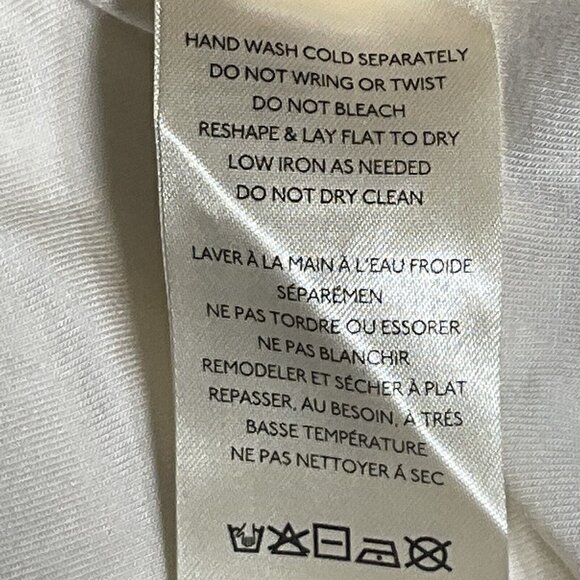 HAND WASH COLD SEPARATELY
DO NOT WRING OR TWIST
DO NOT BLEACH
RESHAPE & LAY FLAT TO DRY
LOW IRON AS NEEDED
DO NOT DRY CLEAN
LAVER À LA MAIN À L'EAU FROIDE
SÉPARÉMEN
NE PAS TORDRE OU ESSORER
NE PAS BLANCHIR
REMODELER ET SÉCHER À PLAT
REPASSER, AU BESOIN, À TRÉS
BASSE TEMPÉRATURE
NE PAS NETTOYER Á SEC